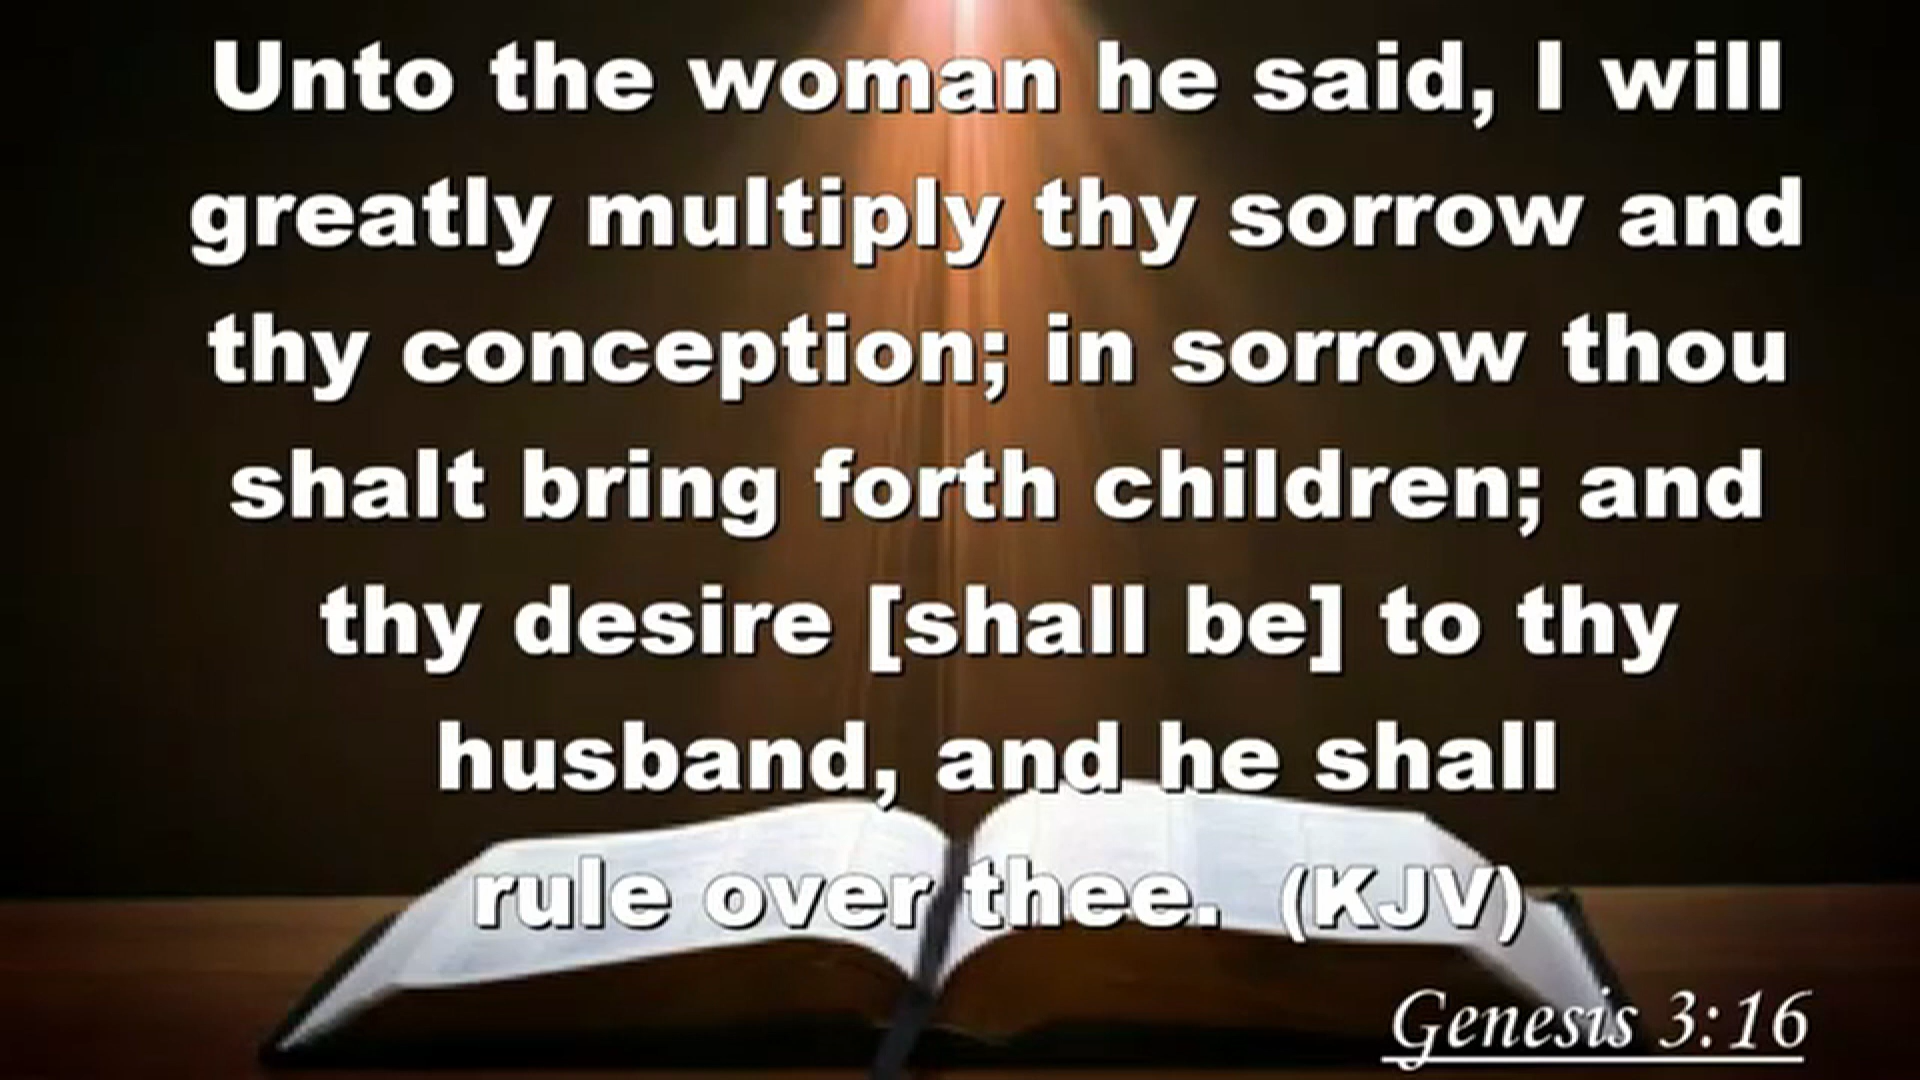 Unto the woman he said, I will
greatly multiply thy sorrow and
thy conception; in sorrow thou
shalt bring forth children; and
thy desire [shall be] to thy
husband, and he shall
rule over thee. (KJV)
Genesis 3:16